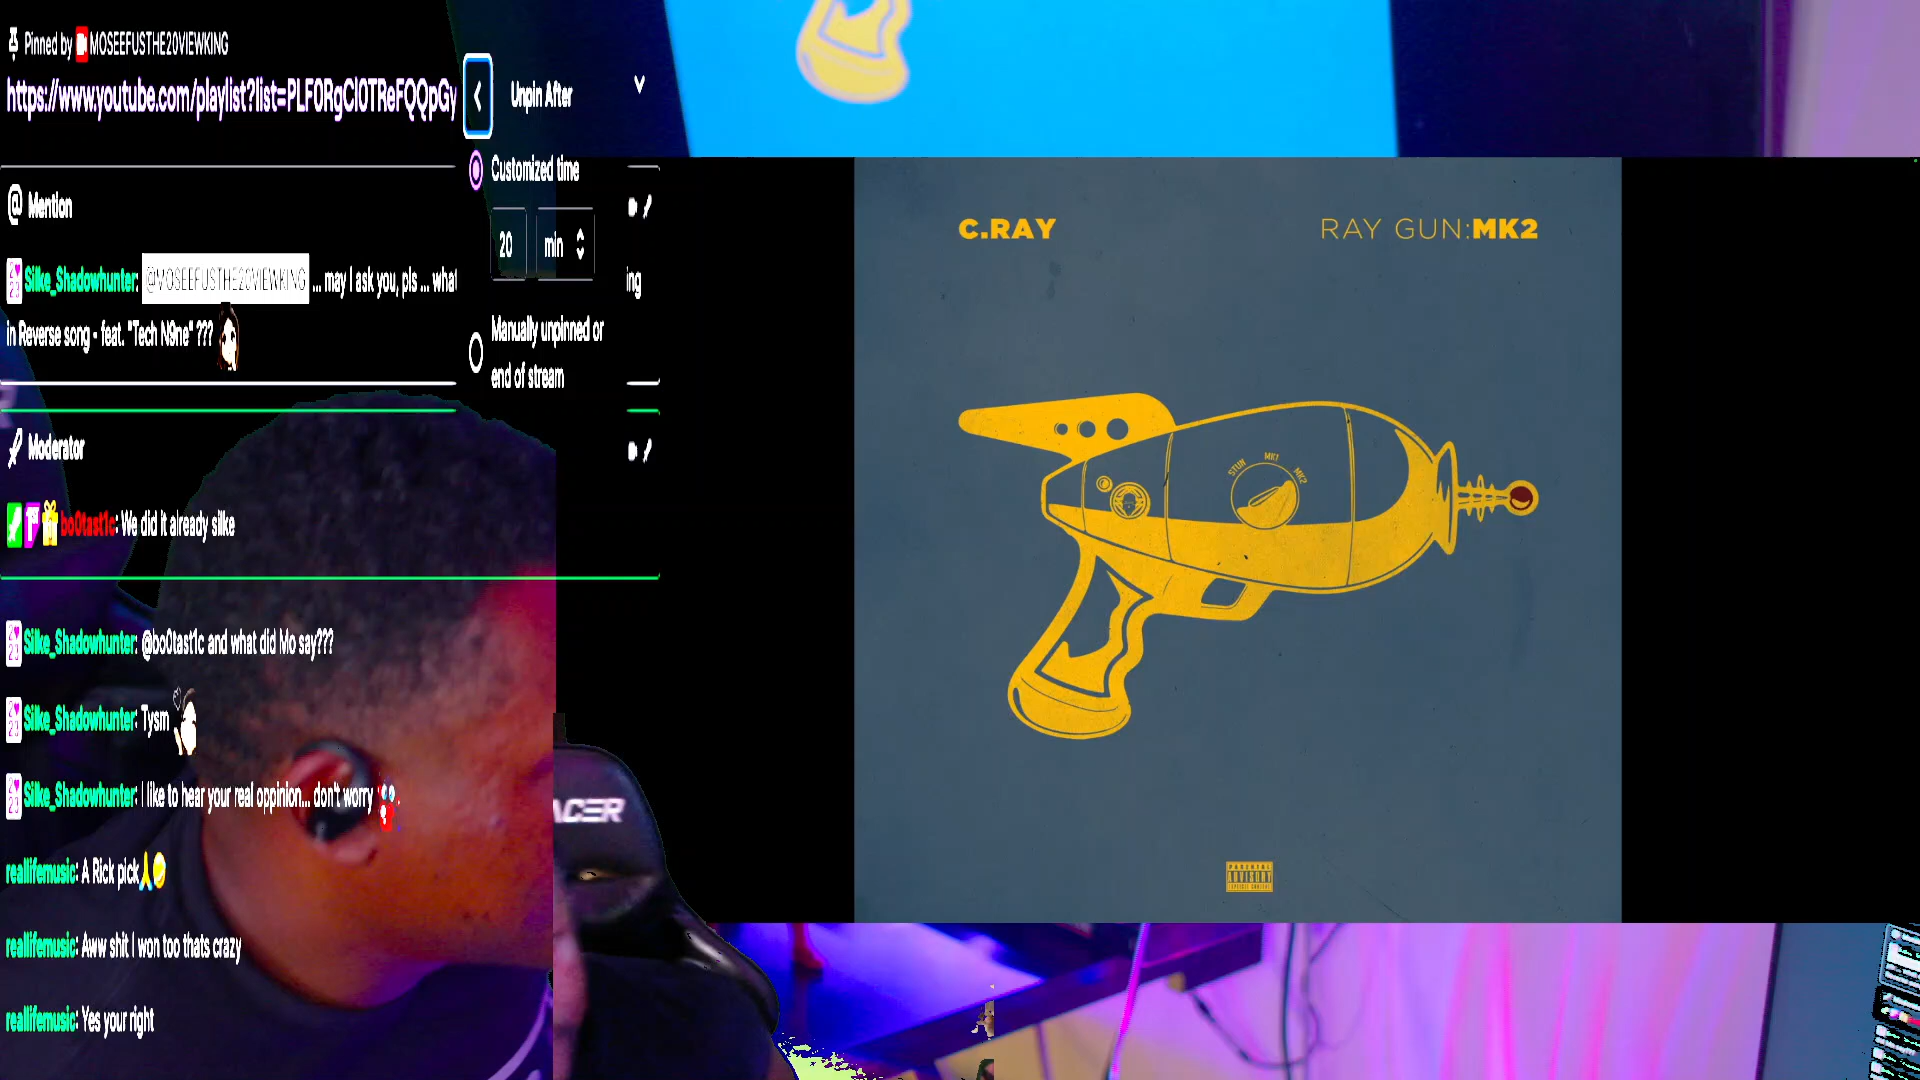 Pinned by MOSEEFUSTHE20VIEWKING
https://www.youtube.com/playlist?list=PLF0RgCl0TReFQQpGy
Unpin After
Customized time
20 min
Manually unpinned or
end of stream
@ Mention
Silke_Shadowhunter: @MOSEEFUSTHE20VIEWKING ... may I ask you, pls ... what
ing
in Reverse song - feat. "Tech N9ne" ???
Moderator
bo0tast1c: We did it already silke
Silke_Shadowhunter: @bo0tast1c and what did Mo say???
Silke_Shadowhunter: Tysm
Silke_Shadowhunter: I like to hear your real oppinion... don't worry
reallifemusic: A Rick pick
reallifemusic: Aww shit I won too thats crazy
reallifemusic: Yes your right
C.RAY
RAY GUN:MK2
STUN MK1 MK2
PARENTAL
ADVISORY
EXPLICIT CONTENT
ACER